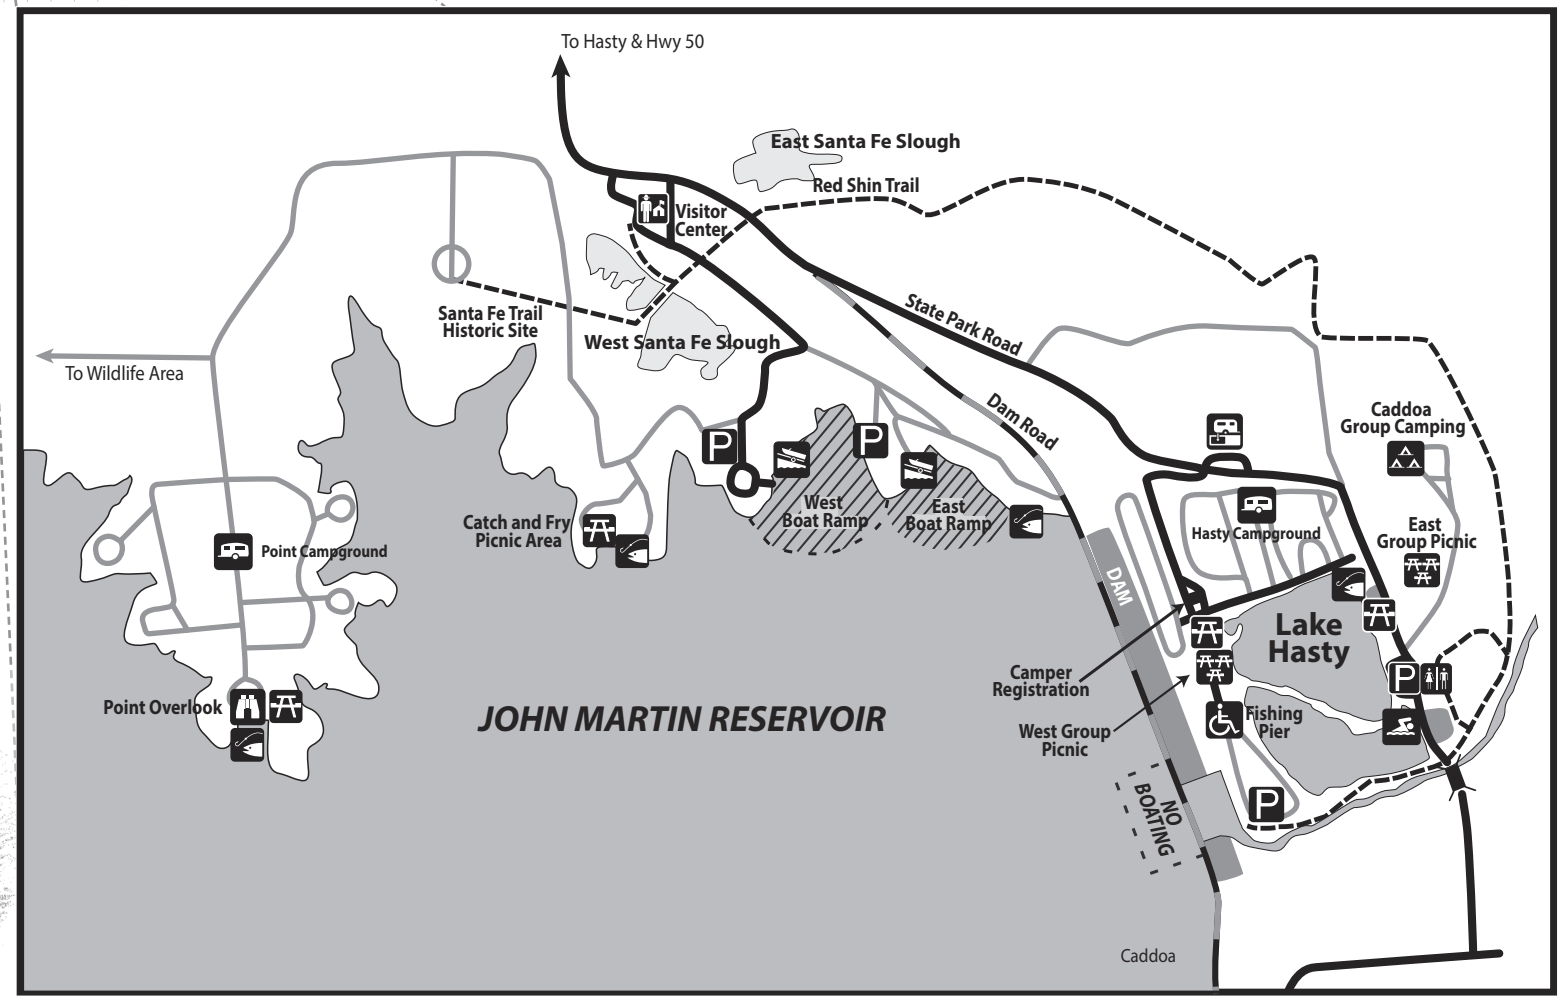 To Hasty & Hwy 50
East Santa Fe Slough
Red Shin Trail
Visitor
Center
Santa Fe Trail
Historic Site
State Park Road
West Santa Fe Slough
To Wildlife Area
Dam Road
Caddoa
Group Camping
P
P
West
Boat Ramp
East
Boat Ramp
Catch and Fry
Picnic Area
Hasty Campground
East
Group Picnic
Point Campground
DAM
Lake
Hasty
Camper
Registration
P
Point Overlook
JOHN MARTIN RESERVOIR
Fishing
Pier
West Group
Picnic
NO
BOATING
P
Caddoa